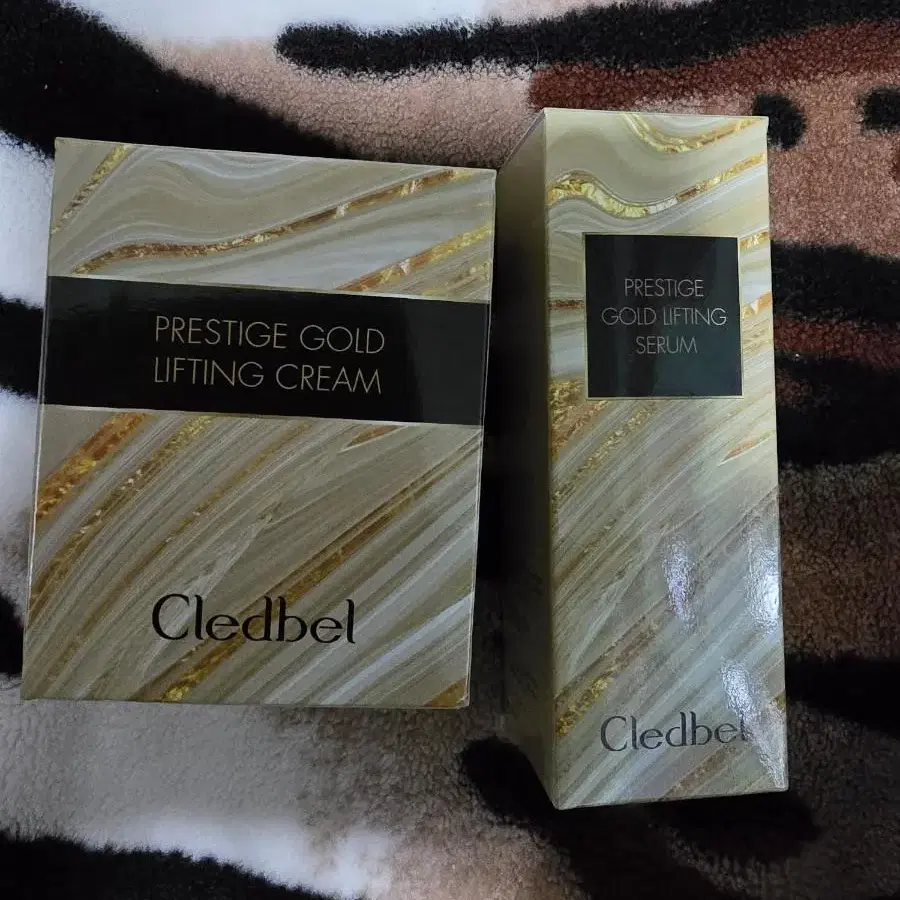 PRESTIGE GOLD
LIFTING CREAM
Cledbel
PRESTIGE
GOLD LIFTING
SERUM
Cledbel